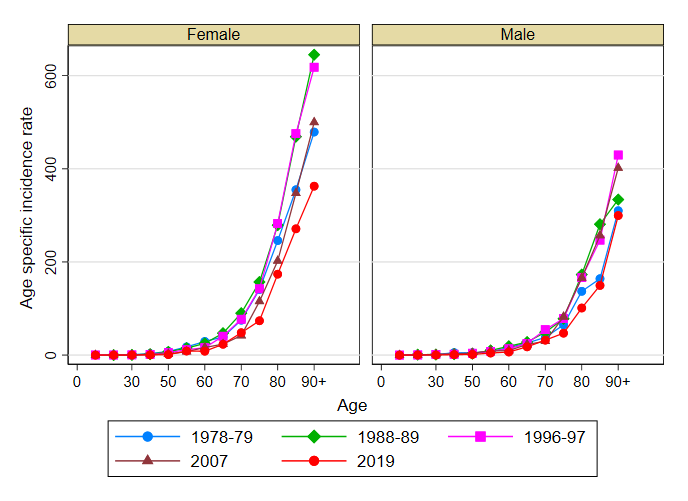 Female Male
Age specific incidence rate
600
400
200
0
0 30 50 60 70 80 90+ 0 30 50 60 70 80 90+
Age
1978-79 1988-89 1996-97
2007 2019